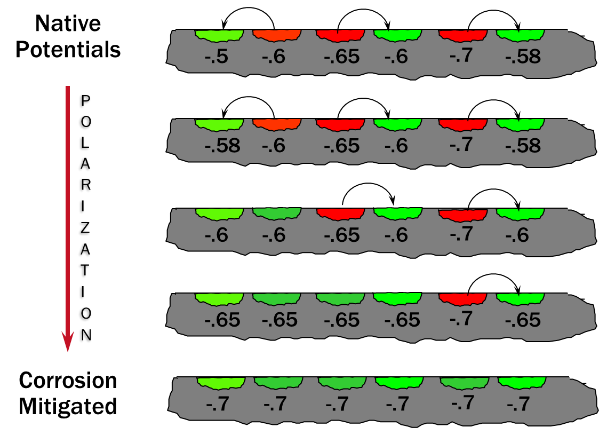 Native
Potentials
-.5 -.6 -.65 -.6 -.7 -.58
POLARIZATION
-.58 -.6 -.65 -.6 -.7 -.58
-.6 -.6 -.65 -.6 -.7 -.6
-.65 -.65 -.65 -.65 -.7 -.65
Corrosion
Mitigated
-.7 -.7 -.7 -.7 -.7 -.7